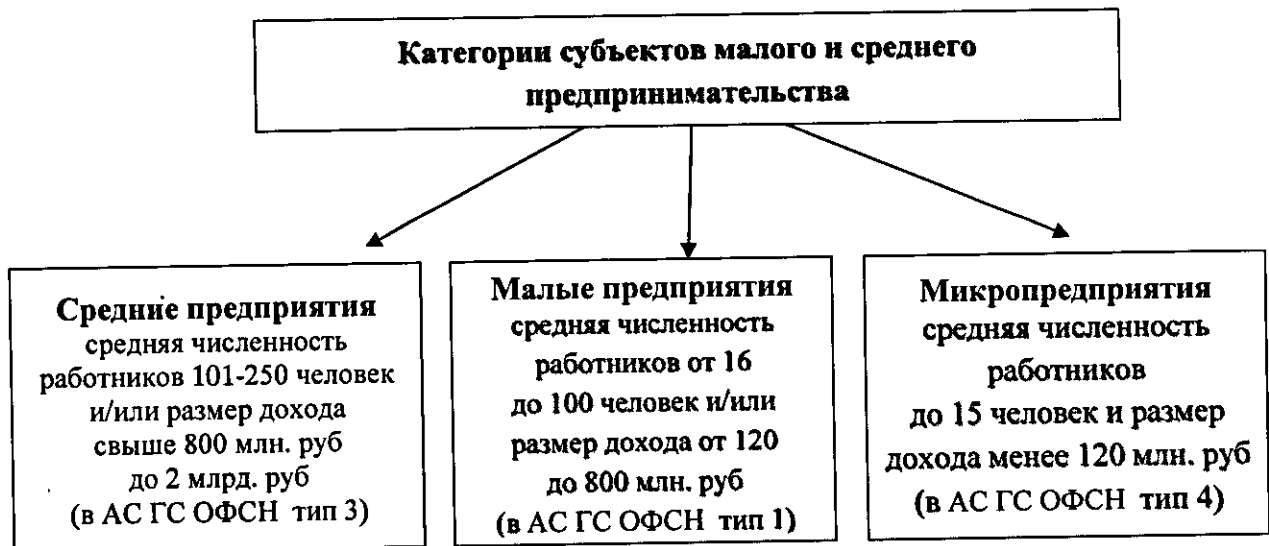 Категории субъектов малого и среднего
предпринимательства
Средние предприятия
средняя численность
работников 101-250 человек
и/или размер дохода
свыше 800 млн. руб
до 2 млрд. руб
(в АС ГС ОФСН тип 3)
Малые предприятия
средняя численность
работников от 16
до 100 человек и/или
размер дохода от 120
до 800 млн. руб
(в АС ГС ОФСН тип 1)
Микропредприятия
средняя численность
работников
до 15 человек и размер
дохода менее 120 млн. руб
(в АС ГС ОФСН тип 4)